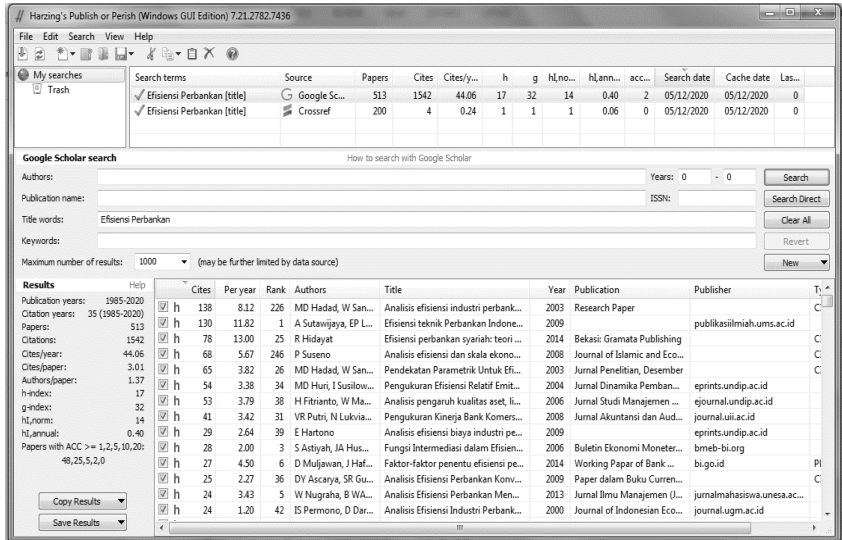 Harzing's Publish or Perish (Windows GUI Edition) 7.21.2782.7436
File Edit Search View Help
My searches
Trash
Search terms Source Papers Cites Cites/y... h g hI,no... hI,ann... acc... Search date Cache date Las...
Efisiensi Perbankan [title] Google Sc... 513 1542 44.06 17 32 14 0.40 2 05/12/2020 05/12/2020 0
Efisiensi Perbankan [title] Crossref 200 4 0.24 1 1 1 0.06 0 05/12/2020 05/12/2020 0
Google Scholar search How to search with Google Scholar
Authors: Years: 0 - 0 Search
Publication name: ISSN: Search Direct
Title words: Efisiensi Perbankan Clear All
Keywords: Revert
Maximum number of results: 1000 (may be further limited by data source) New
Results Help
Publication years: 1985-2020
Citation years: 35 (1985-2020)
Papers: 513
Citations: 1542
Cites/year: 44.06
Cites/paper: 3.01
Authors/paper: 1.37
h-index: 17
g-index: 32
hI,norm: 14
hI,annual: 0.40
Papers with ACC >= 1,2,5,10,20:
48,25,5,2,0
Copy Results
Save Results
Cites Per year Rank Authors Title Year Publication Publisher
h 138 8.12 226 MD Hadad, W San... Analisis efisiensi industri perbank... 2003 Research Paper
h 130 11.82 1 A Sutawijaya, EP L... Efisiensi teknik Perbankan Indone... 2009 publikasiilmiah.ums.ac.id
h 78 13.00 25 R Hidayat Efisiensi perbankan syariah: teori ... 2014 Bekasi: Gramata Publishing
h 68 5.67 246 P Suseno Analisis efisiensi dan skala ekono... 2008 Journal of Islamic and Eco...
h 65 3.82 26 MD Hadad, W San... Pendekatan Parametrik Untuk Efi... 2003 Jurnal Penelitian, Desember
h 54 3.38 34 MD Huri, I Susilow... Pengukuran Efisiensi Relatif Emit... 2004 Jurnal Dinamika Pemban... eprints.undip.ac.id
h 53 3.79 38 H Fitrianto, W Ma... Analisis pengaruh kualitas aset, li... 2006 Jurnal Studi Manajemen ... ejournal.undip.ac.id
h 41 3.42 31 VR Putri, N Lukvia... Pengukuran Kinerja Bank Komers... 2008 Jurnal Akuntansi dan Aud... journal.uii.ac.id
h 29 2.64 39 E Hartono Analisis efisiensi biaya industri pe... 2009 eprints.undip.ac.id
h 28 2.00 3 S Astiyah, JA Hus... Fungsi Intermediasi dalam Efisien... 2006 Buletin Ekonomi Moneter... bmeb-bi.org
h 27 4.50 6 D Muljawan, J Haf... Faktor-faktor penentu efisiensi pe... 2014 Working Papar of Bank ... bi.go.id
h 25 2.27 36 DY Ascarya, SR Gu... Analisis Efisiensi Perbankan Konv... 2009 Paper dalam Buku Curren...
h 24 3.43 5 W Nugraha, B WA... Analisis Efisiensi Perbankan Men... 2013 Jurnal Ilmu Manajemen (J... jurnalmahasiswa.unesa.ac...
h 24 1.20 42 IS Permono, D Dar... Analisis Efisiensi Industri Perbank... 2000 Journal of Indonesian Eco... journal.ugm.ac.id